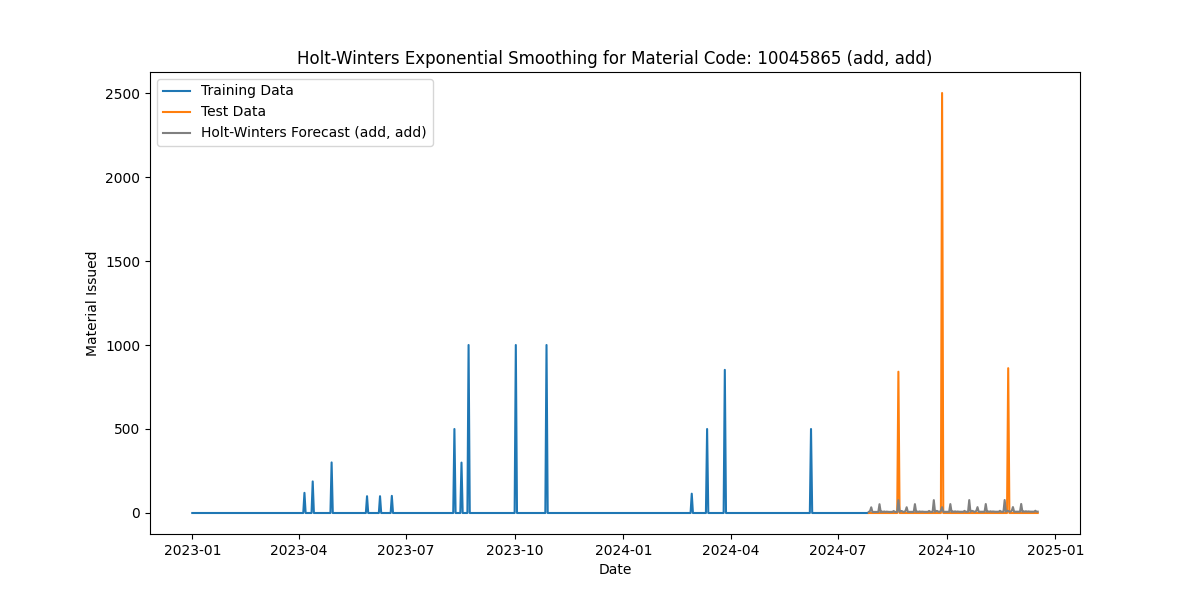 Holt-Winters Exponential Smoothing for Material Code: 10045865 (add, add)
Training Data
Test Data
Holt-Winters Forecast (add, add)
Material Issued
2500
2000
1500
1000
500
0
2023-01 2023-04 2023-07 2023-10 2024-01 2024-04 2024-07 2024-10 2025-01
Date